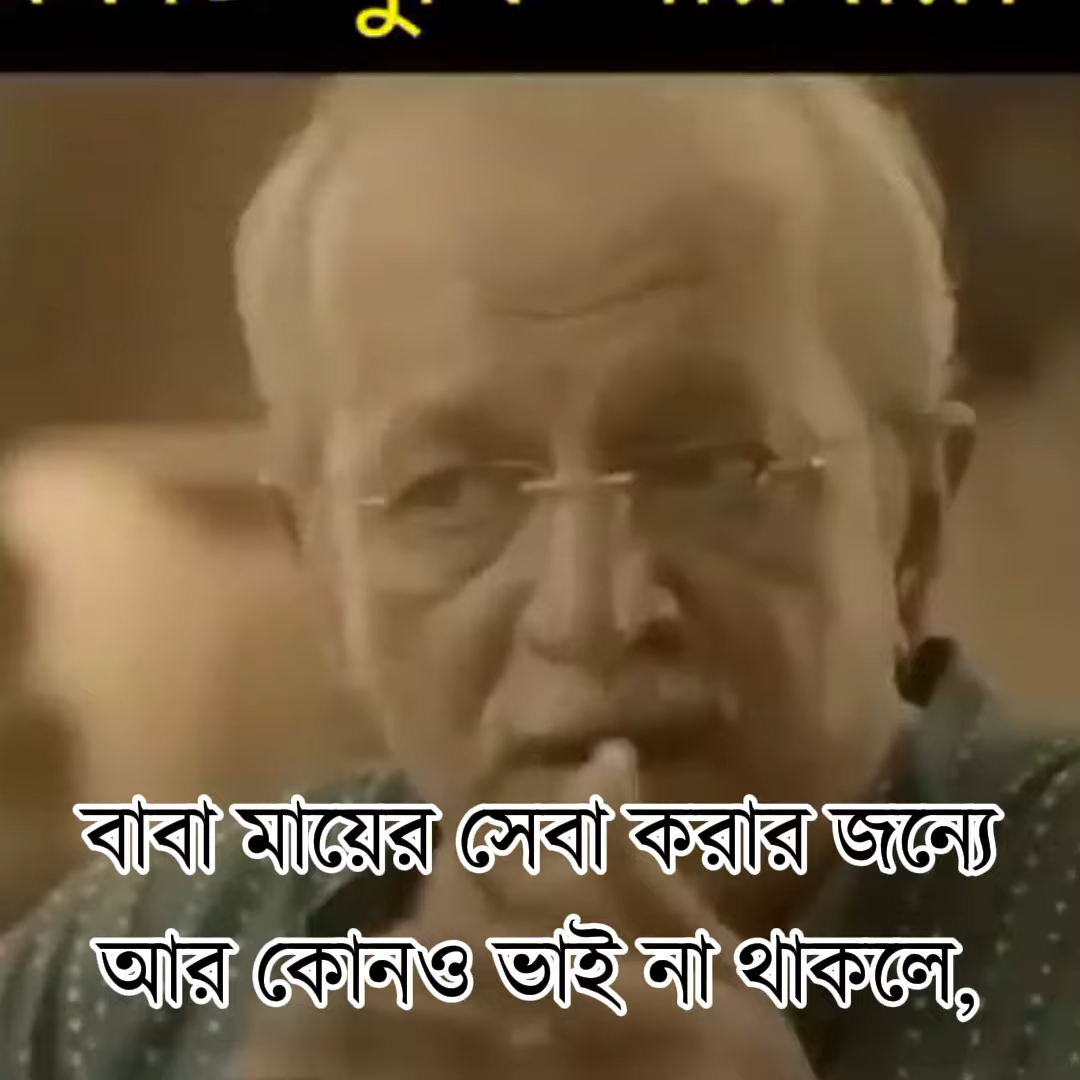 বাবা মায়ের সেবা করার জন্যে
আর কোনও ভাই না থাকলে,